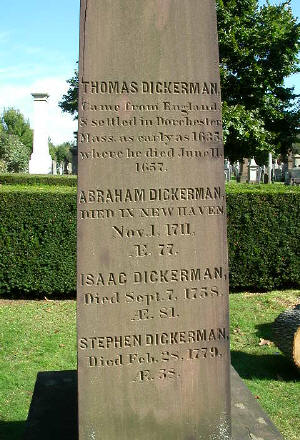 THOMAS DICKERMAN,
Came from England
& settled in Dorchester
Mass. as early as 1635.
where he died June 11.
1657.
ABRAHAM DICKERMAN,
DIED IN NEW HAVEN
Nov. 1. 1711.
Æ. 77.
ISAAC DICKERMAN,
Died Sept. 7. 1758.
Æ. 81.
STEPHEN DICKERMAN,
Died Feb. 28. 1779.
Æ. 58.